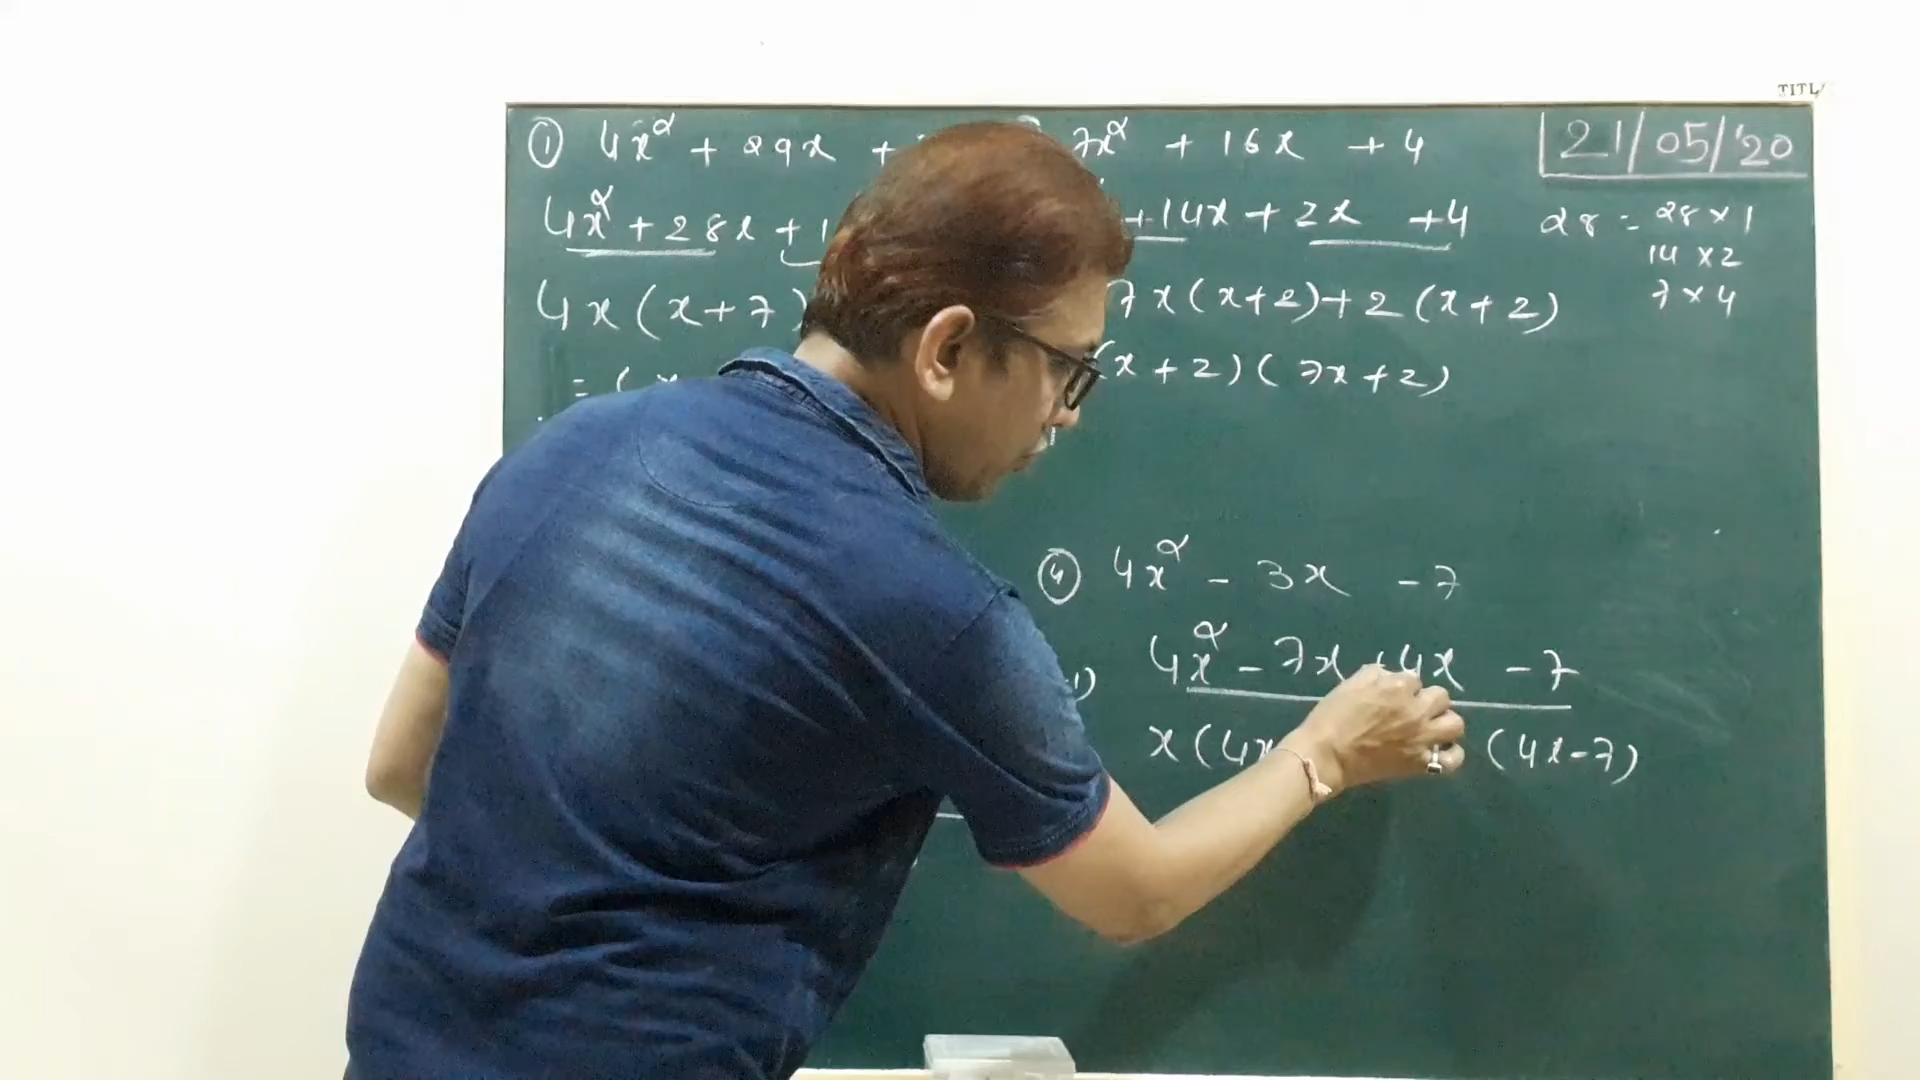 TITL
① 4x² + 29x +
7x² + 16x + 4
21/05/'20
4x² + 28x + 1
+14x + 2x + 4
28 = 28 × 1
14 × 2
7 × 4
4x(x+7)
7x(x+2)+2(x+2)
= (x
(x+2)(7x+2)
④ 4x² - 3x - 7
4x² - 7x + 4x - 7
1)
x(4x
(4x-7)